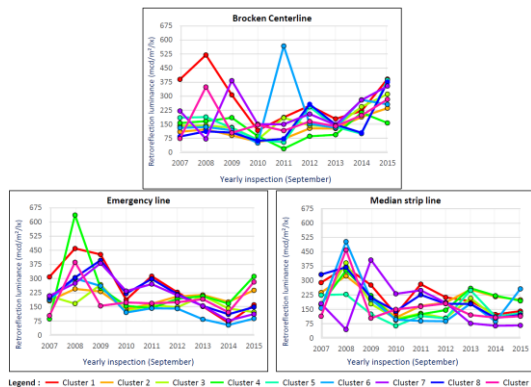 Brocken Centerline
Retroreflection luminance (mcd/m²/lx)
675
600
525
450
375
300
225
150
75
0
2007 2008 2009 2010 2011 2012 2013 2014 2015
Yearly inspection (September)
Emergency line
Retroreflection luminance (mcd/m²/lx)
675
600
525
450
375
300
225
150
75
0
2007 2008 2009 2010 2011 2012 2013 2014 2015
Yearly inspection (September)
Median strip line
Retroreflection luminance (mcd/m²/lx)
675
600
525
450
375
300
225
150
75
0
2007 2008 2009 2010 2011 2012 2013 2014 2015
Yearly inspection (September)
Legend : Cluster 1 Cluster 2 Cluster 3 Cluster 4 Cluster 5 Cluster 6 Cluster 7 Cluster 8 Cluster